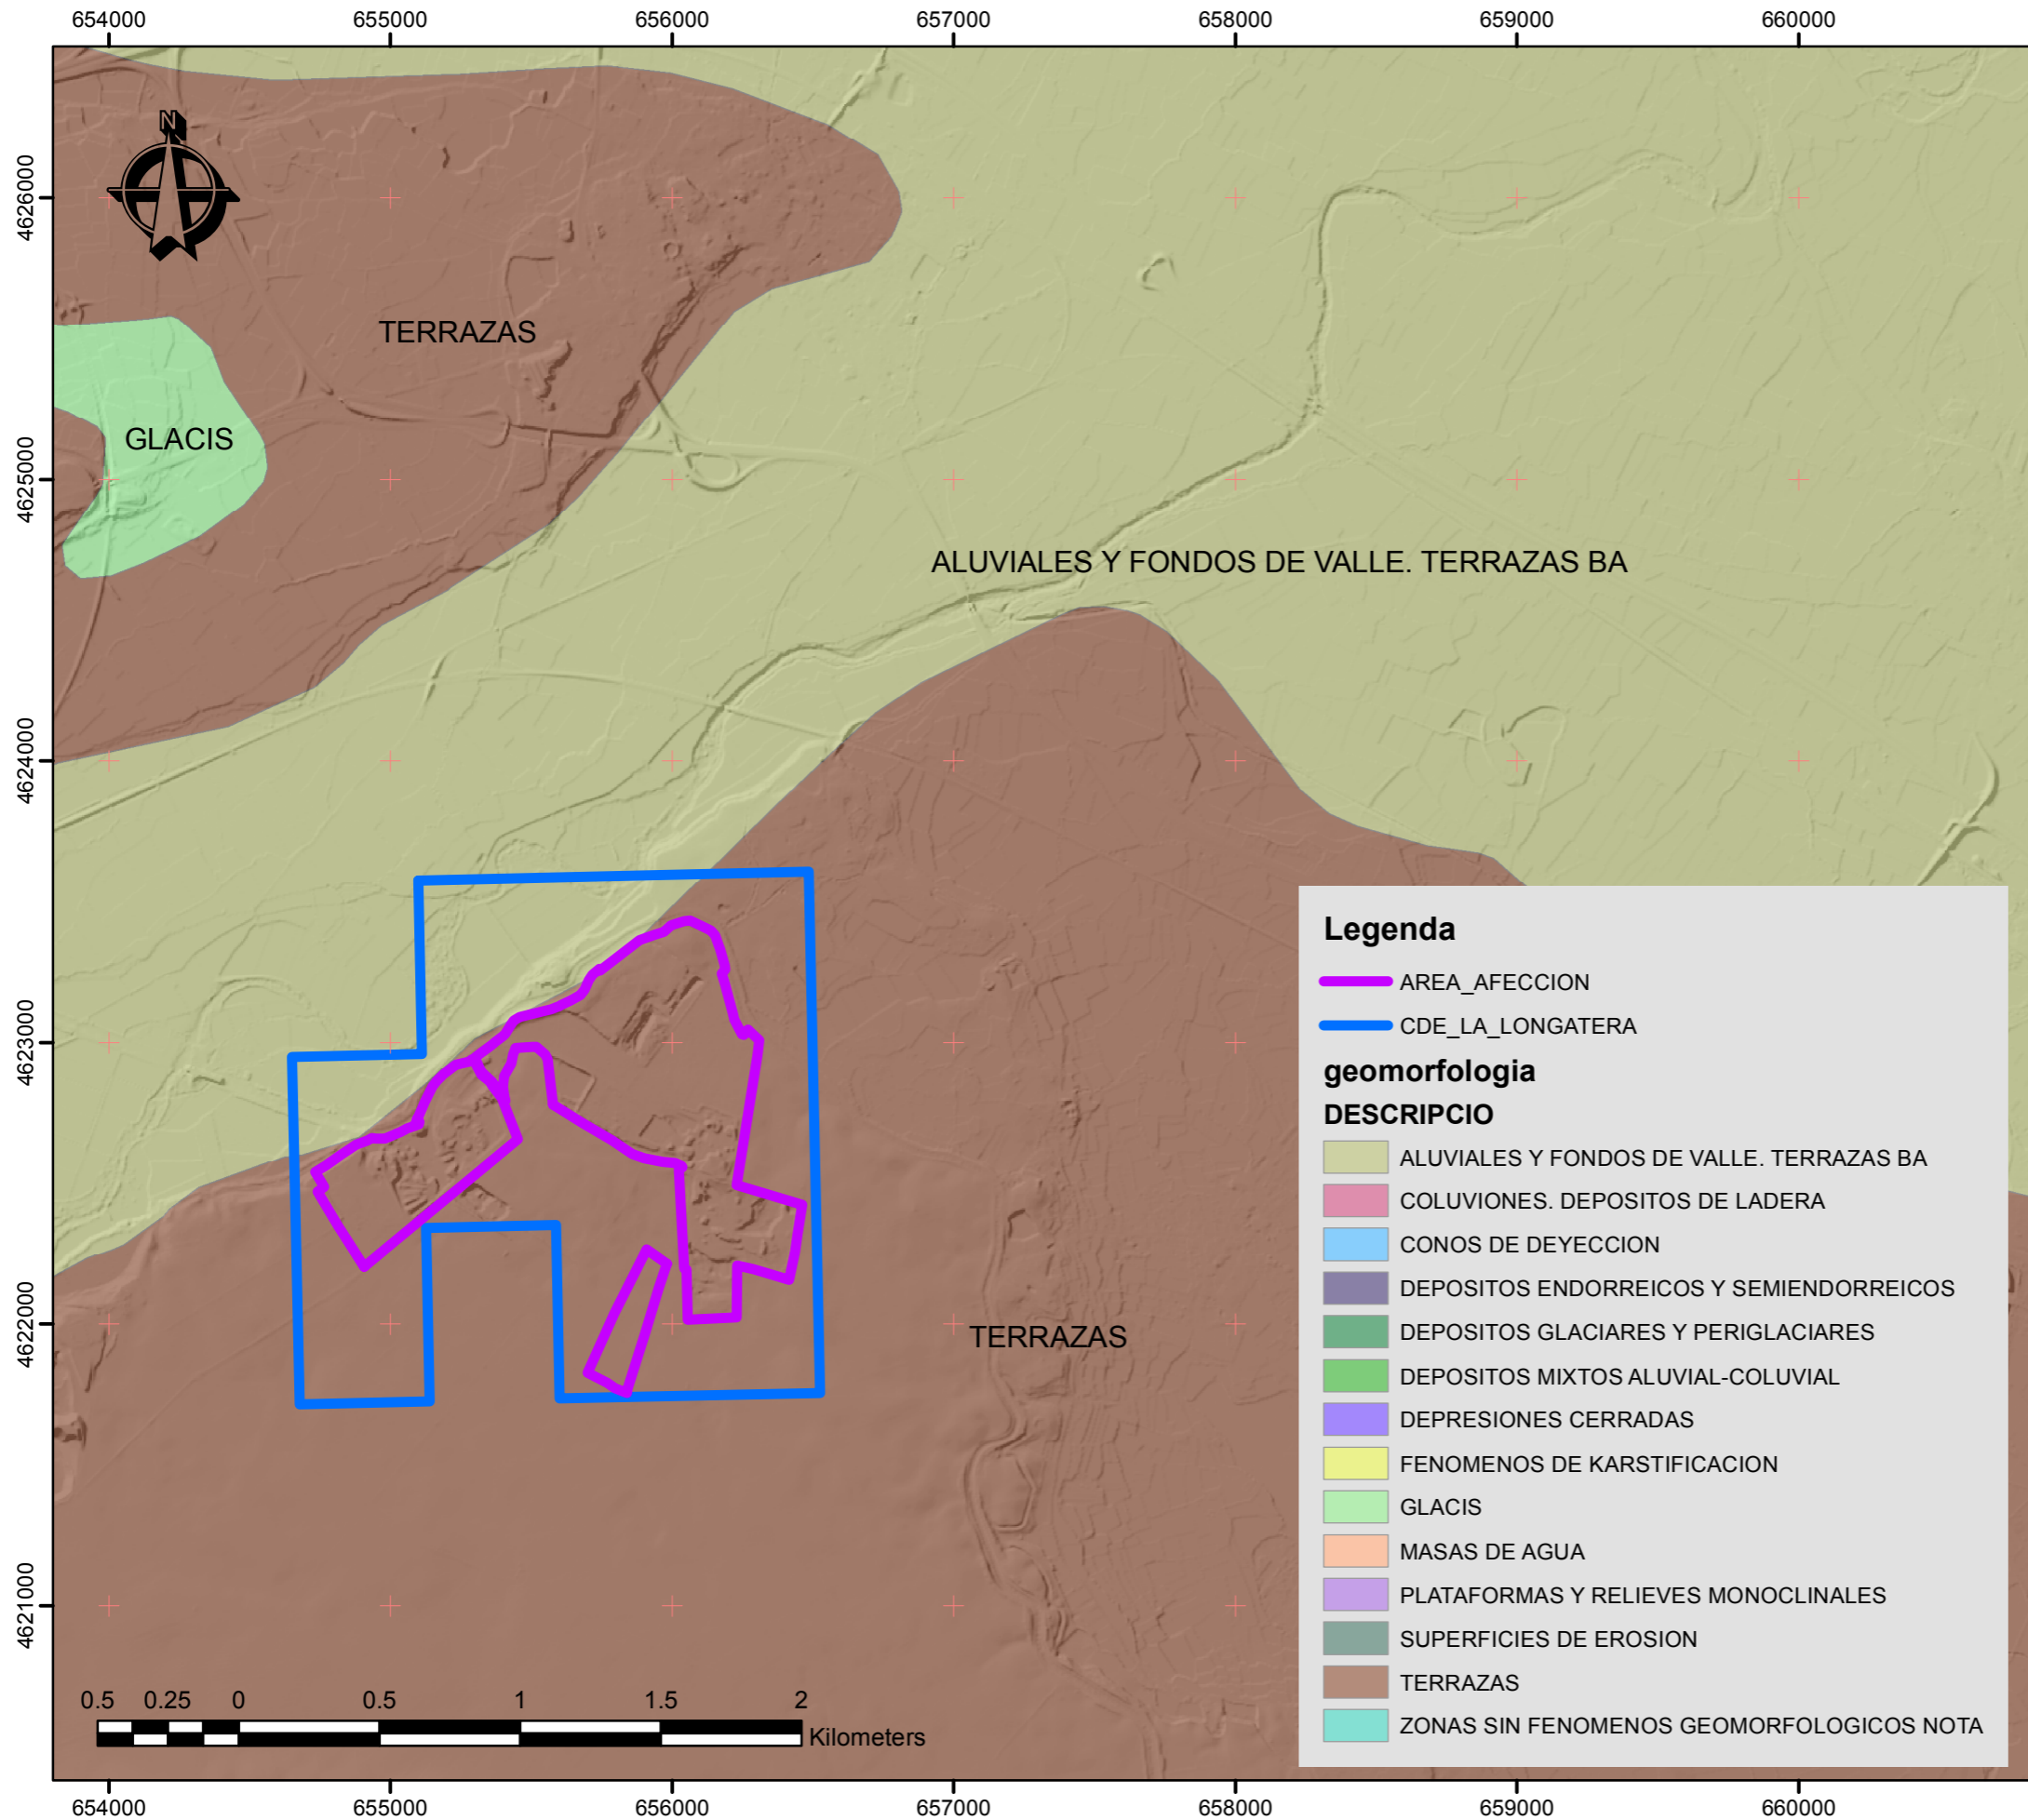 654000 655000 656000 657000 658000 659000 660000
N
4626000
TERRAZAS
GLACIS
4625000
ALUVIALES Y FONDOS DE VALLE. TERRAZAS BA
4624000
4623000
4622000
TERRAZAS
4621000
Legenda
AREA_AFECCION
CDE_LA_LONGATERA
geomorfologia
DESCRIPCIO
ALUVIALES Y FONDOS DE VALLE. TERRAZAS BA
COLUVIONES. DEPOSITOS DE LADERA
CONOS DE DEYECCION
DEPOSITOS ENDORREICOS Y SEMIENDORREICOS
DEPOSITOS GLACIARES Y PERIGLACIARES
DEPOSITOS MIXTOS ALUVIAL-COLUVIAL
DEPRESIONES CERRADAS
FENOMENOS DE KARSTIFICACION
GLACIS
MASAS DE AGUA
PLATAFORMAS Y RELIEVES MONOCLINALES
SUPERFICIES DE EROSION
TERRAZAS
ZONAS SIN FENOMENOS GEOMORFOLOGICOS NOTA
0.5 0.25 0 0.5 1 1.5 2
Kilometers
654000 655000 656000 657000 658000 659000 660000